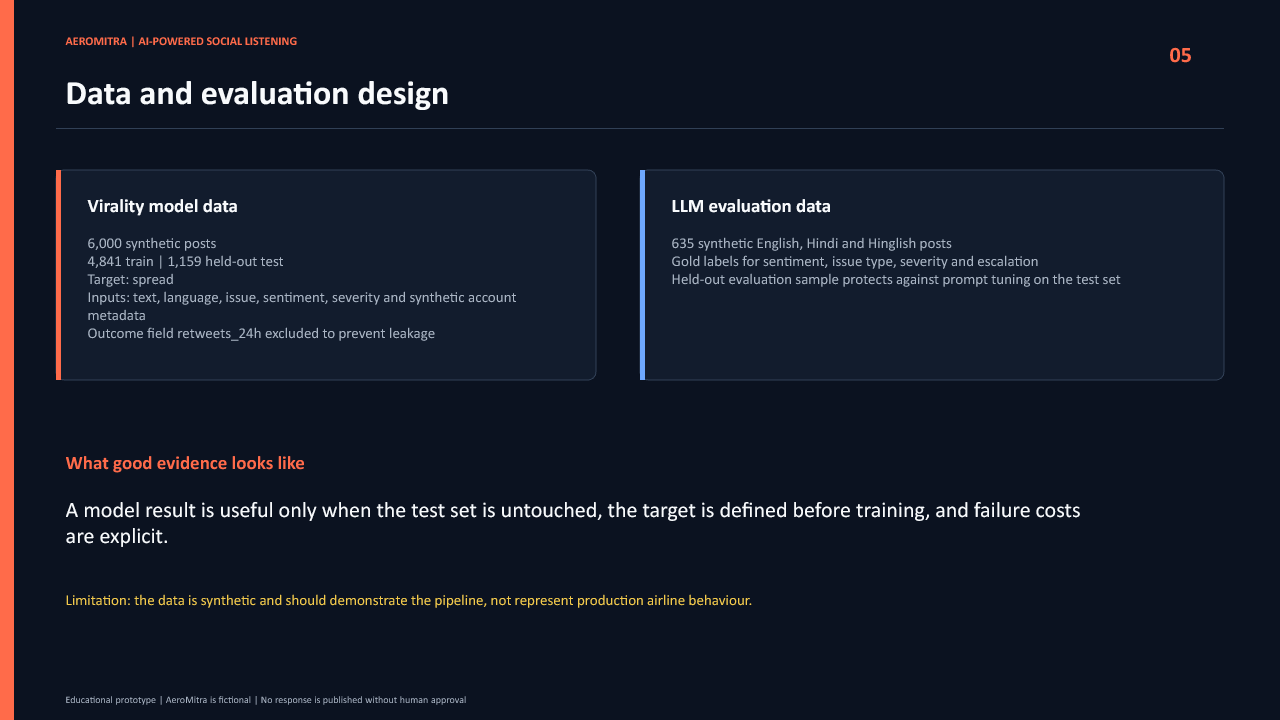 AEROMITRA | AI-POWERED SOCIAL LISTENING
05
Data and evaluation design
Virality model data
6,000 synthetic posts
4,841 train | 1,159 held-out test
Target: spread
Inputs: text, language, issue, sentiment, severity and synthetic account
metadata
Outcome field retweets_24h excluded to prevent leakage
LLM evaluation data
635 synthetic English, Hindi and Hinglish posts
Gold labels for sentiment, issue type, severity and escalation
Held-out evaluation sample protects against prompt tuning on the test set
What good evidence looks like
A model result is useful only when the test set is untouched, the target is defined before training, and failure costs
are explicit.
Limitation: the data is synthetic and should demonstrate the pipeline, not represent production airline behaviour.
Educational prototype | AeroMitra is fictional | No response is published without human approval